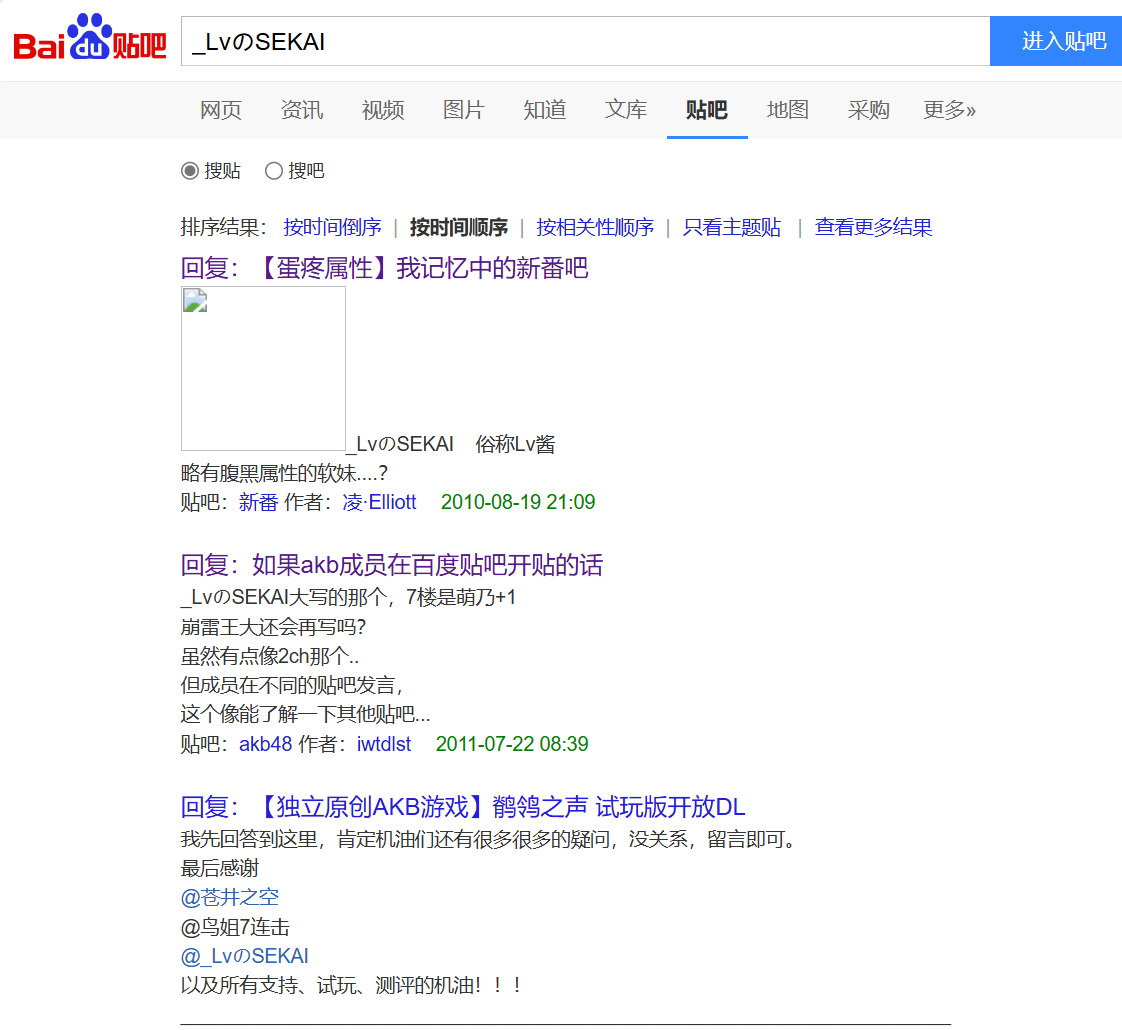 Bai du 贴吧
_LvのSEKAI
进入贴吧
网页 资讯 视频 图片 知道 文库 贴吧 地图 采购 更多»
搜贴 搜吧
排序结果： 按时间倒序 | 按时间顺序 | 按相关性顺序 | 只看主题贴 | 查看更多结果
回复：【蛋疼属性】我记忆中的新番吧
_LvのSEKAI 俗称Lv酱
略有腹黑属性的软妹....?
贴吧：新番 作者：凌·Elliott 2010-08-19 21:09
回复：如果akb成员在百度贴吧开贴的话
_LvのSEKAI大写的那个，7楼是萌乃+1
崩雷王大还会再写吗？
虽然有点像2ch那个..
但成员在不同的贴吧发言，
这个像能了解一下其他贴吧...
贴吧：akb48 作者：iwtdlst 2011-07-22 08:39
回复：【独立原创AKB游戏】鹡鸰之声 试玩版开放DL
我先回答到这里，肯定机油们还有很多很多的疑问，没关系，留言即可。
最后感谢
@苍井之空
@鸟姐7连击
@_LvのSEKAI
以及所有支持、试玩、测评的机油！！！